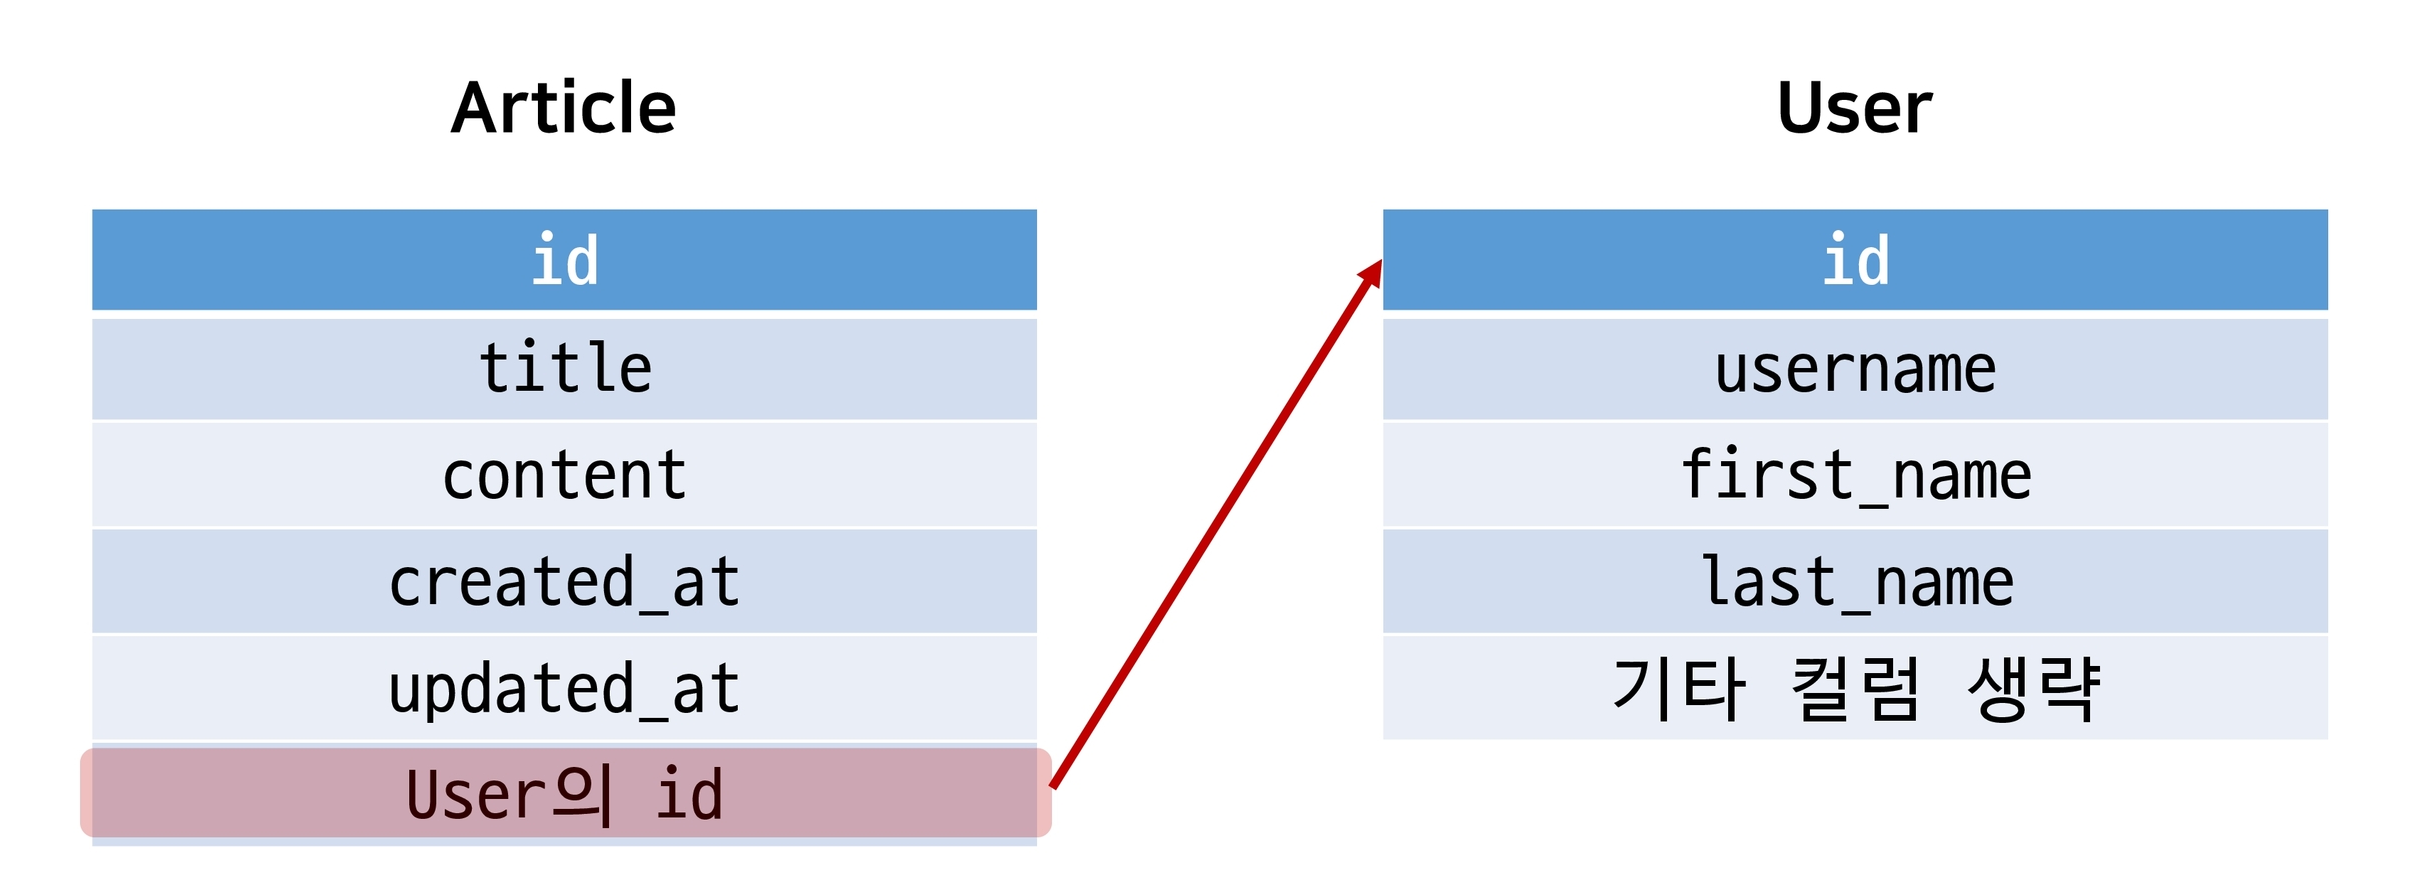 Article
id
title
content
created_at
updated_at
User의 id
User
id
username
first_name
last_name
기타 컬럼 생략